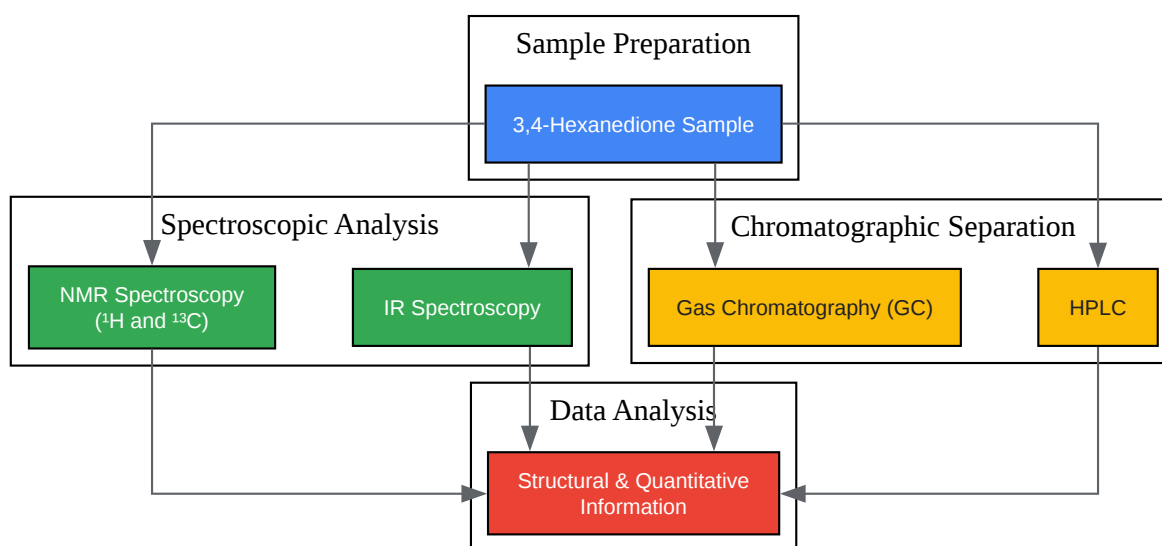 Sample Preparation
3,4-Hexanedione Sample
Spectroscopic Analysis
NMR Spectroscopy
(¹H and ¹³C)
IR Spectroscopy
Chromatographic Separation
Gas Chromatography (GC)
HPLC
Data Analysis
Structural & Quantitative
Information